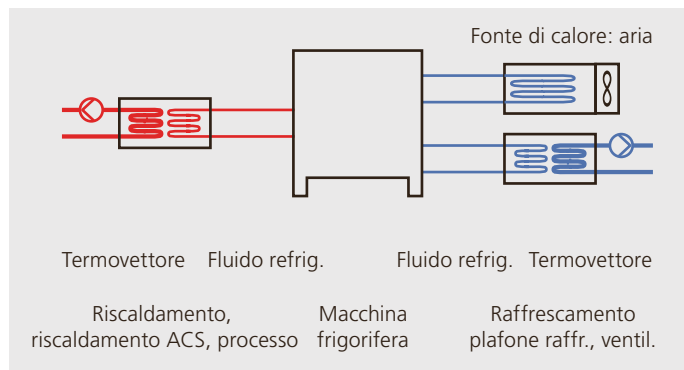 Fonte di calore: aria
Termovettore Fluido refrig. Fluido refrig. Termovettore
Riscaldamento, Macchina Raffrescamento
riscaldamento ACS, processo frigorifera plafone raffr., ventil.